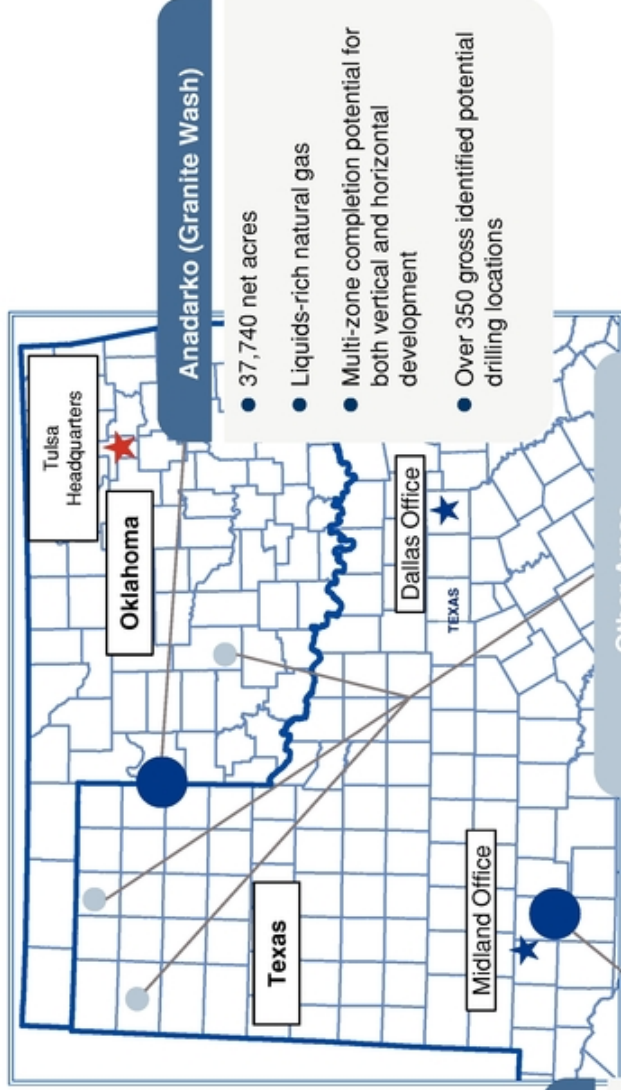 Tulsa
Headquarters
Oklahoma
Anadarko (Granite Wash)
● 37,740 net acres
● Liquids-rich natural gas
● Multi-zone completion potential for
both vertical and horizontal
development
● Over 350 gross identified potential
drilling locations
Dallas Office
TEXAS
Texas
Midland Office